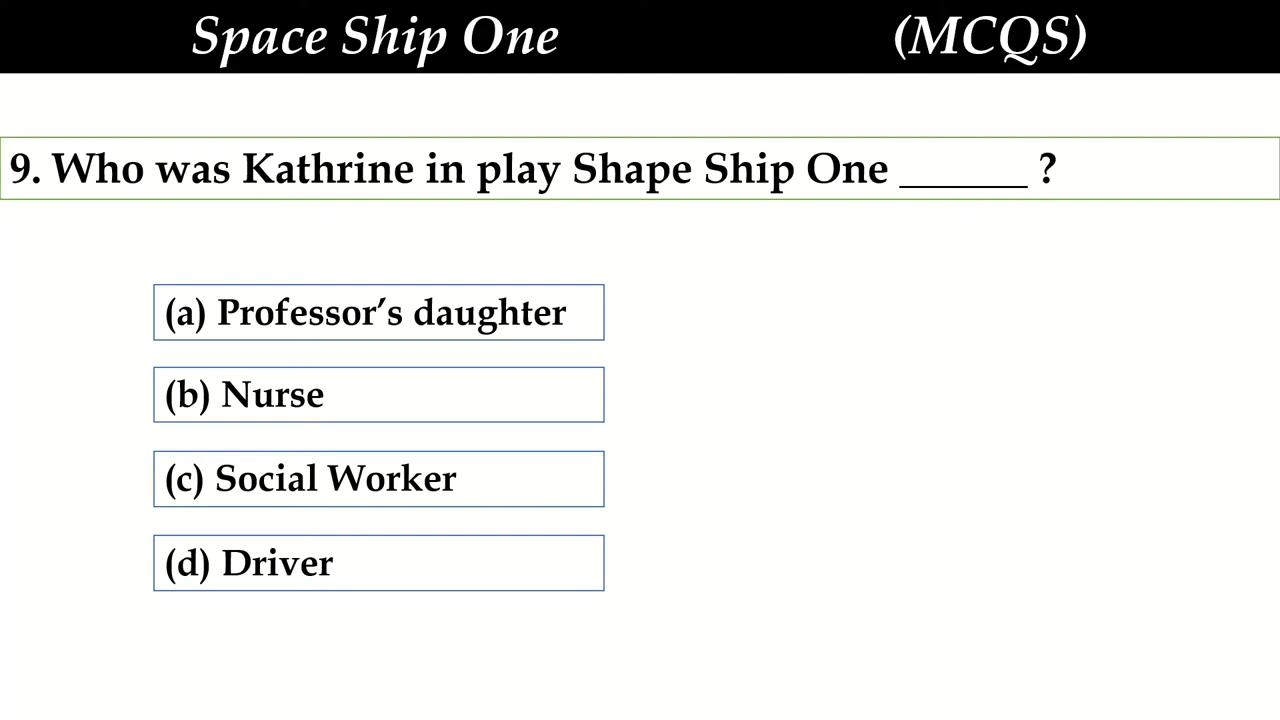 Space Ship One (MCQS)
9. Who was Kathrine in play Shape Ship One ______ ?
(a) Professor’s daughter
(b) Nurse
(c) Social Worker
(d) Driver